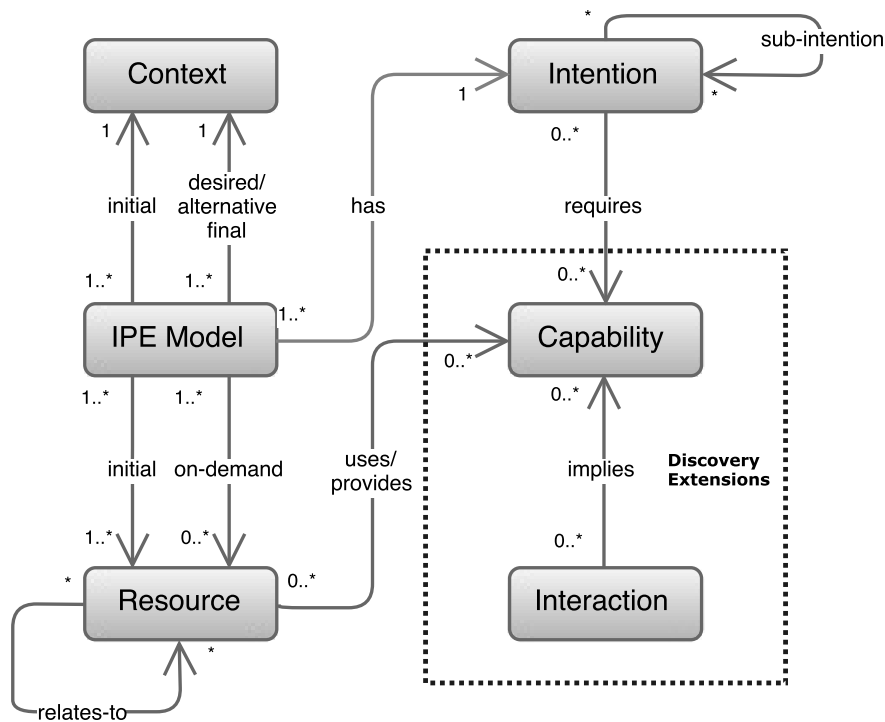 *
sub-intention
Context
Intention
1
1
1
*
0..*
desired/
alternative
final
initial
has
requires
1..*
1..*
0..*
1..*
IPE Model
Capability
0..*
1..*
1..*
0..*
initial
on-demand
uses/
provides
implies
Discovery
Extensions
1..*
0..*
0..*
*
0..*
Resource
Interaction
*
relates-to